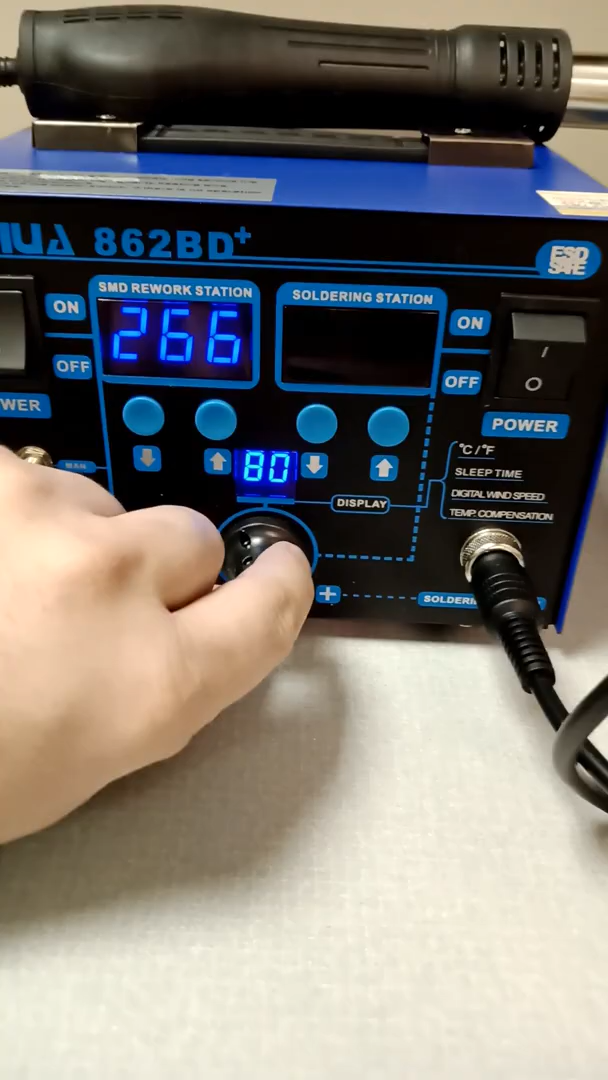 862BD+
ESD
SAFE
SMD REWORK STATION
SOLDERING STATION
ON
266
ON
OFF
OFF
POWER
MAN
80
°C / °F
SLEEP TIME
DISPLAY
DIGITAL WIND SPEED
TEMP. COMPENSATION
+